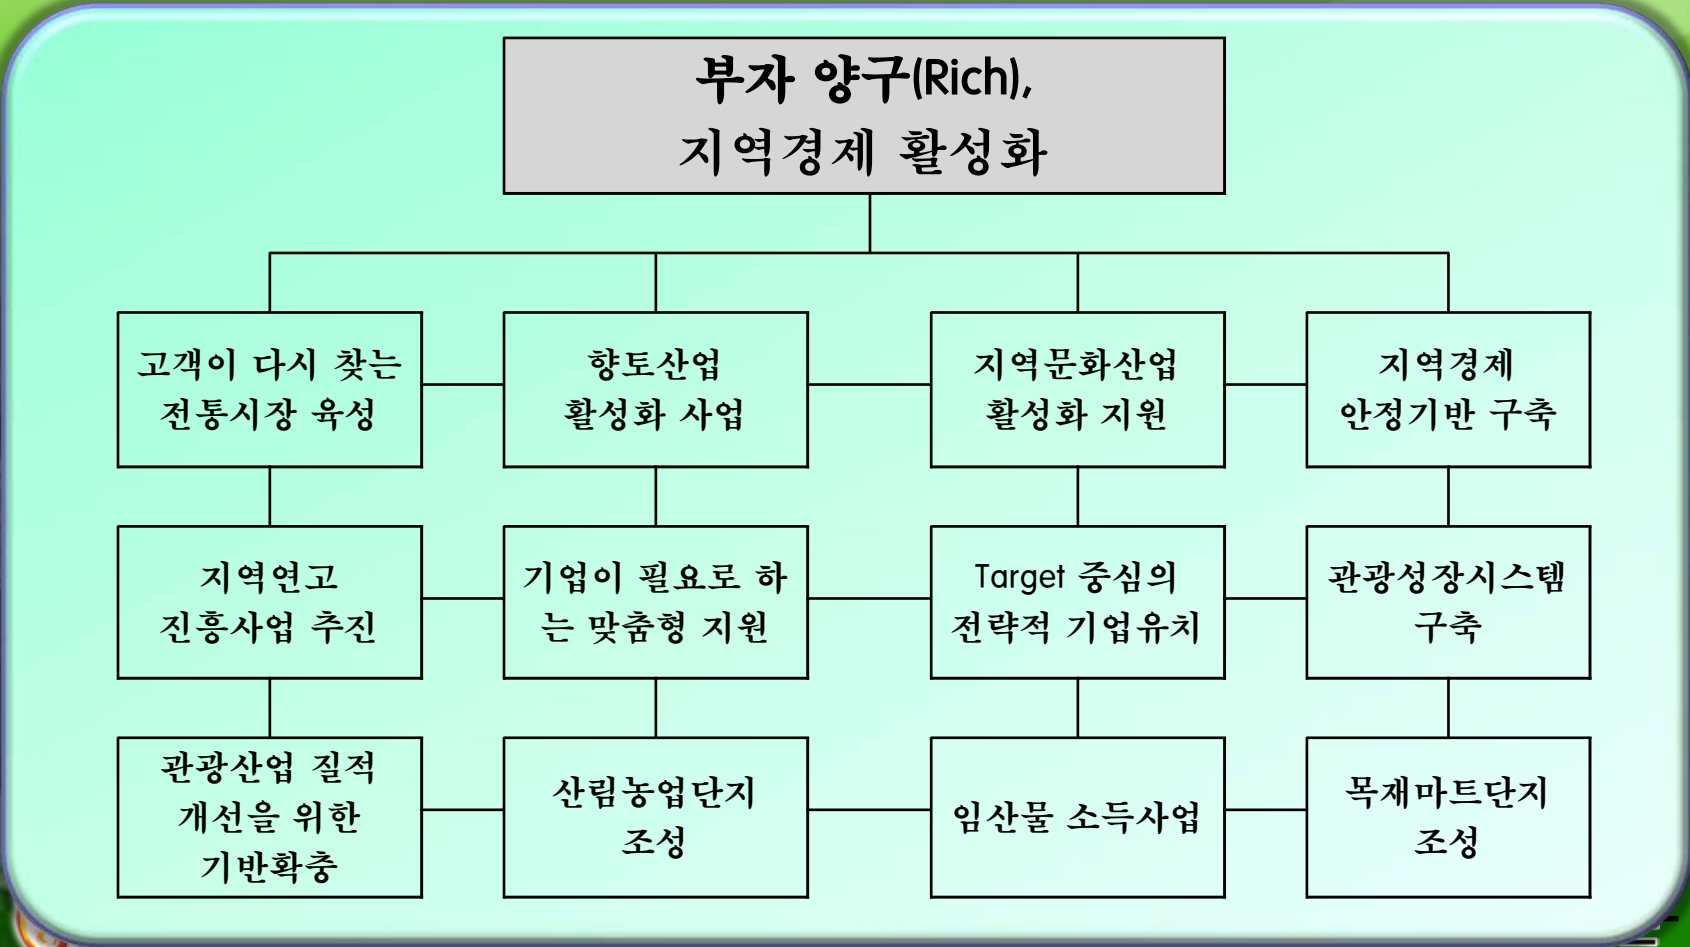 부자 양구(Rich),
지역경제 활성화
고객이 다시 찾는
전통시장 육성
향토산업
활성화 사업
지역문화산업
활성화 지원
지역경제
안정기반 구축
지역연고
진흥사업 추진
기업이 필요로 하
는 맞춤형 지원
Target 중심의
전략적 기업유치
관광성장시스템
구축
관광산업 질적
개선을 위한
기반확충
산림농업단지
조성
임산물 소득사업
목재마트단지
조성